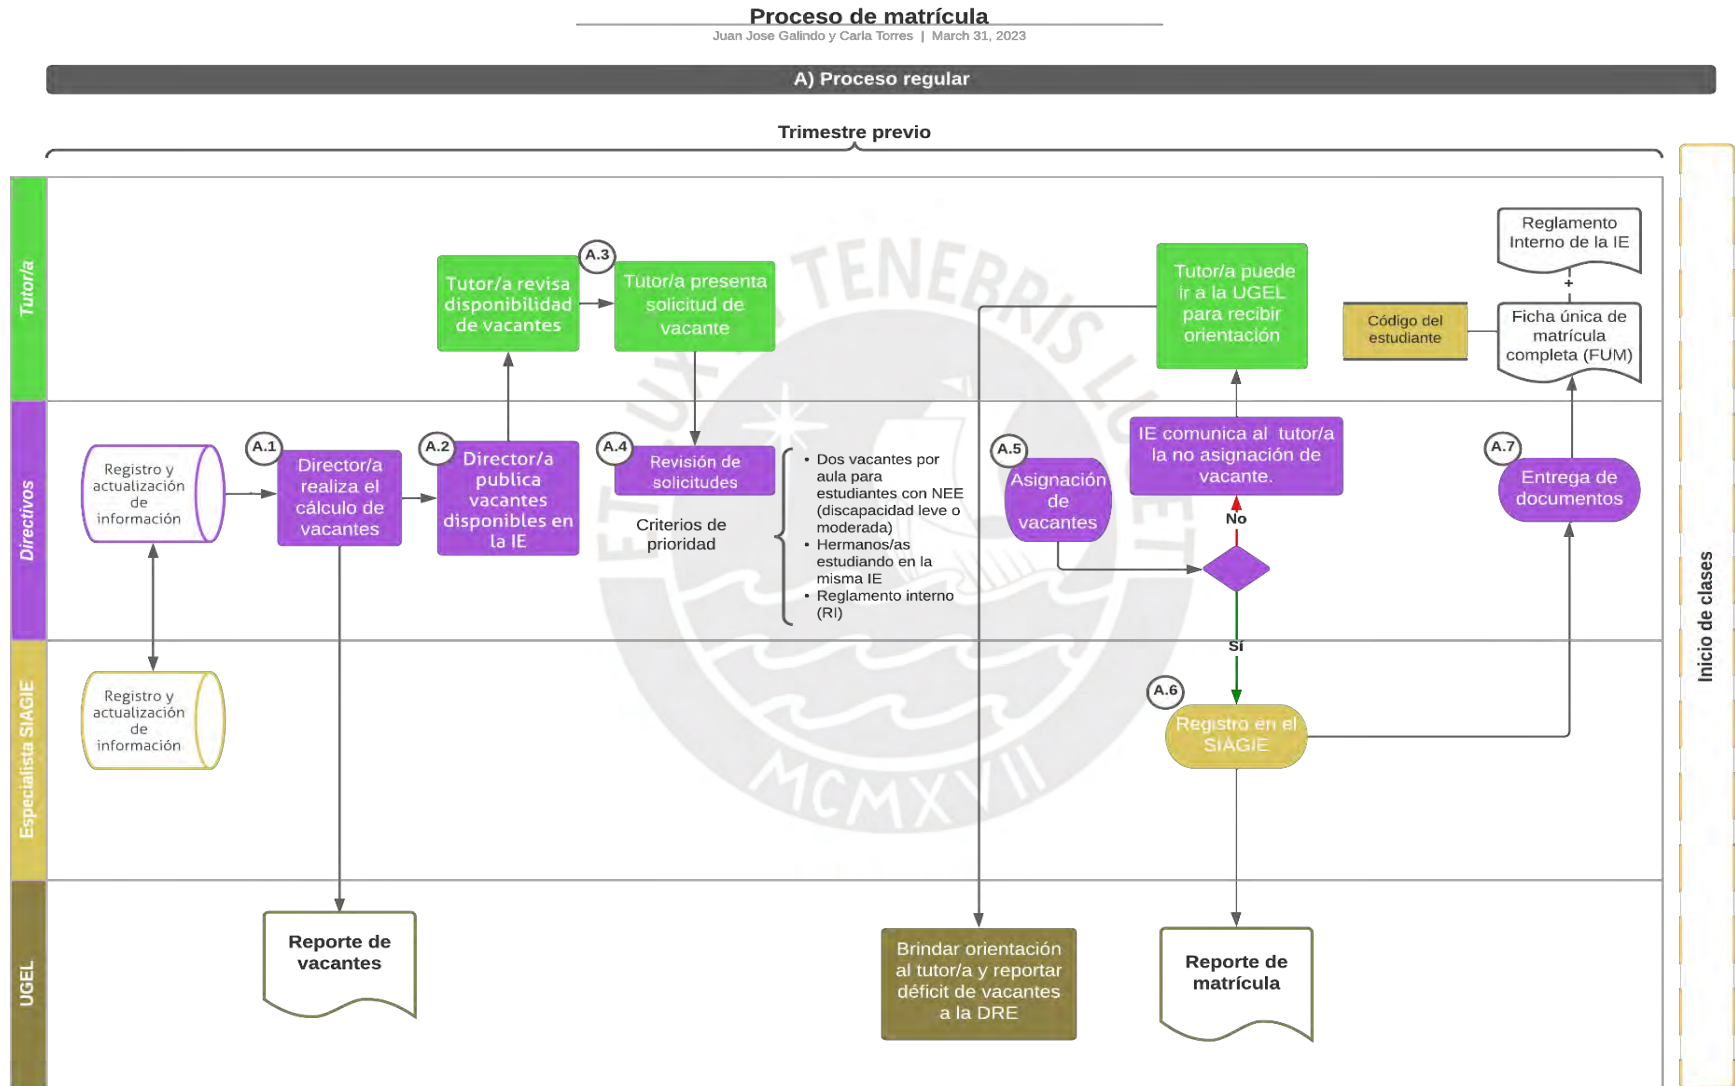 Proceso de matrícula
Juan Jose Galindo y Carla Torres | March 31, 2023
A) Proceso regular
Trimestre previo
Inicio de clases
Tutor/a
Tutor/a revisa
disponibilidad
de vacantes
A.3
Tutor/a presenta
solicitud de
vacante
Tutor/a puede
ir a la UGEL
para recibir
orientación
Código del
estudiante
Reglamento
Interno de la IE
+
Ficha única de
matrícula
completa (FUM)
Directivos
Registro y
actualización
de
información
A.1
Director/a
realiza el
cálculo de
vacantes
A.2
Director/a
publica
vacantes
disponibles en
la IE
A.4
Revisión de
solicitudes
Criterios de
prioridad
• Dos vacantes por
aula para
estudiantes con NEE
(discapacidad leve o
moderada)
• Hermanos/as
estudiando en la
misma IE
• Reglamento interno
(RI)
A.5
Asignación
de
vacantes
IE comunica al tutor/a
la no asignación de
vacante.
No
Sí
A.7
Entrega de
documentos
Especialista SIAGIE
Registro y
actualización
de
información
A.6
Registro en el
SIAGIE
UGEL
Reporte de
vacantes
Brindar orientación
al tutor/a y reportar
déficit de vacantes
a la DRE
Reporte de
matrícula
ET LUX IN TENEBRIS LUCET
MCMXVII